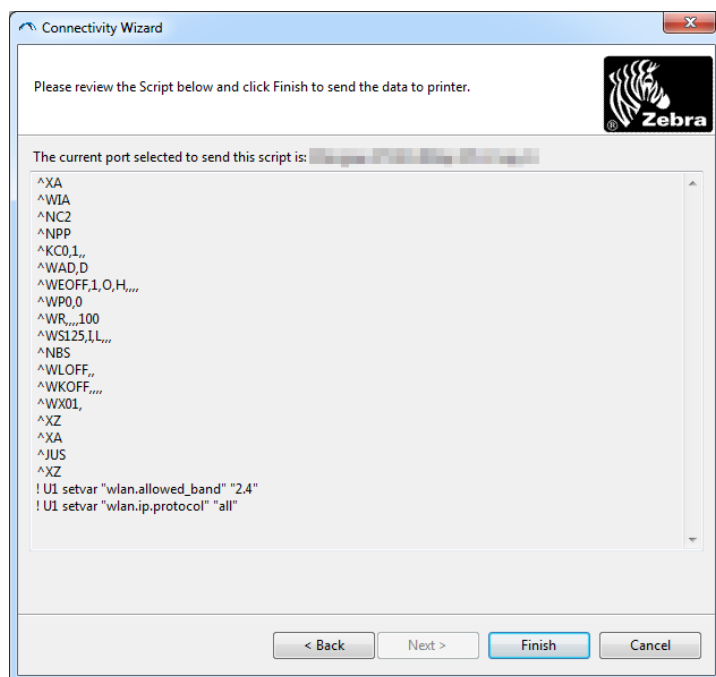 Connectivity Wizard
x
Please review the Script below and click Finish to send the data to printer.
® Zebra
The current port selected to send this script is:
^XA
^WIA
^NC2
^NPP
^KC0,1,,
^WAD,D
^WEOFF,1,O,H,,,,
^WP0,0
^WR,,,,100
^WS125,I,L,,,
^NBS
^WLOFF,,
^WKOFF,,,,
^WX01,
^XZ
^XA
^JUS
^XZ
! U1 setvar "wlan.allowed_band" "2.4"
! U1 setvar "wlan.ip.protocol" "all"
< Back
Next >
Finish
Cancel